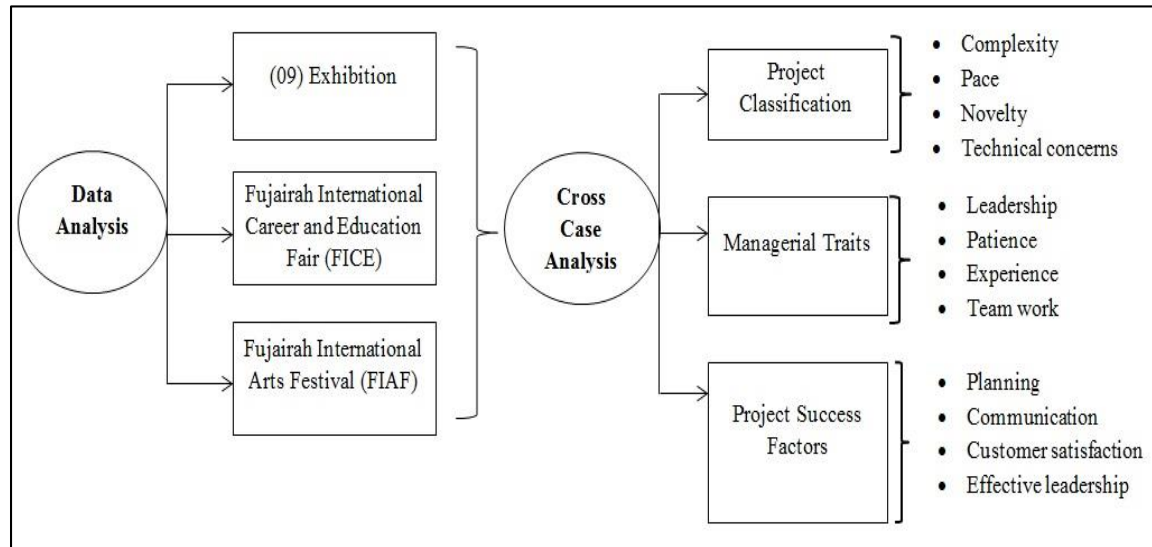 Data
Analysis
(09) Exhibition
Fujairah International
Career and Education
Fair (FICE)
Fujairah International
Arts Festival (FIAF)
Cross
Case
Analysis
Project
Classification
• Complexity
• Pace
• Novelty
• Technical concerns
Managerial Traits
• Leadership
• Patience
• Experience
• Team work
Project Success
Factors
• Planning
• Communication
• Customer satisfaction
• Effective leadership